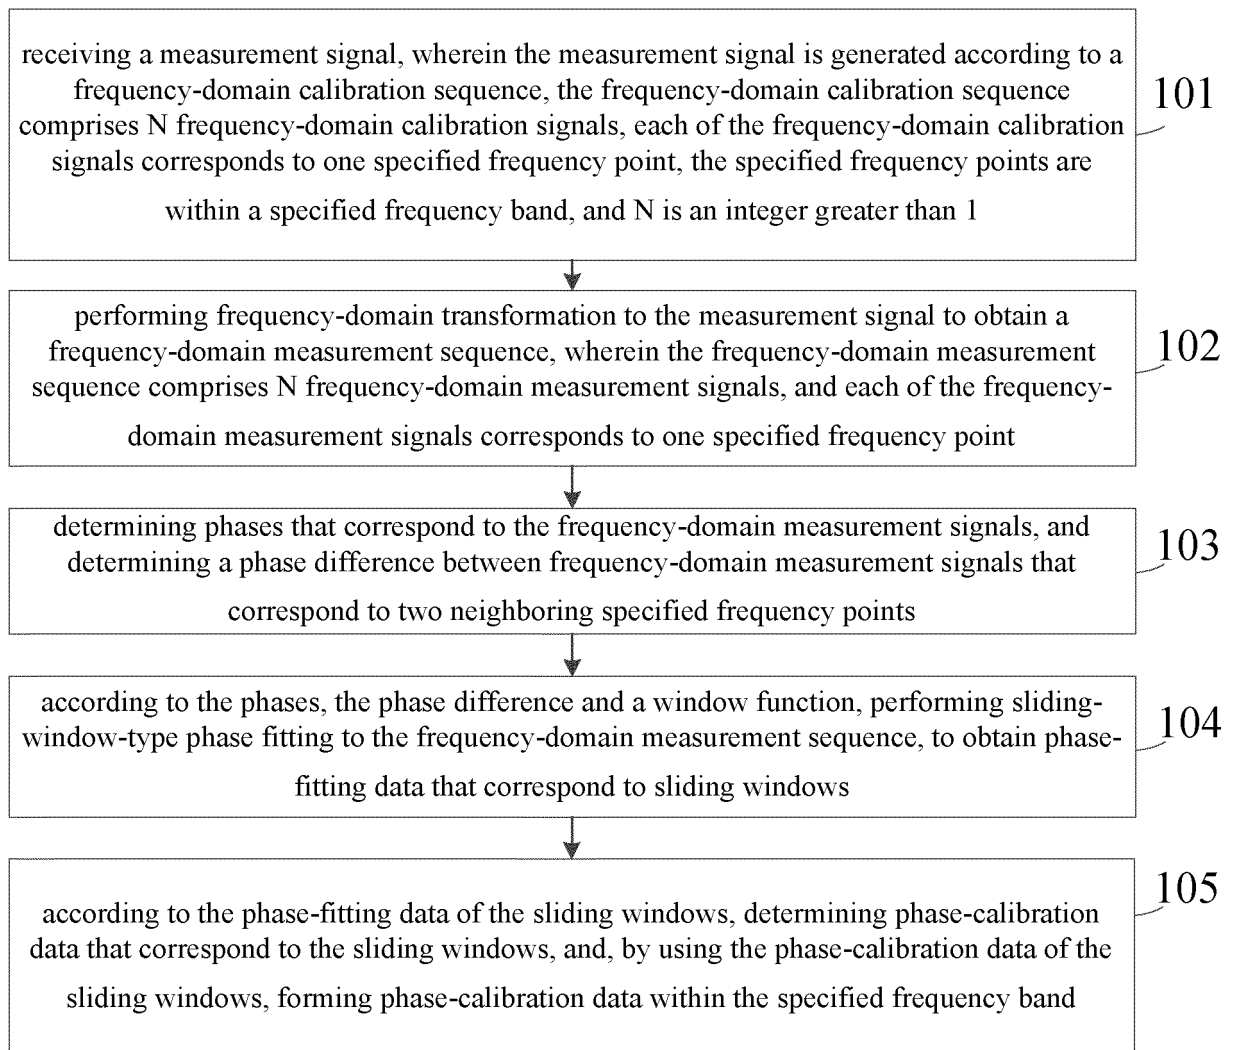 receiving a measurement signal, wherein the measurement signal is generated according to a
frequency-domain calibration sequence, the frequency-domain calibration sequence
comprises N frequency-domain calibration signals, each of the frequency-domain calibration
signals corresponds to one specified frequency point, the specified frequency points are
within a specified frequency band, and N is an integer greater than 1
101
performing frequency-domain transformation to the measurement signal to obtain a
frequency-domain measurement sequence, wherein the frequency-domain measurement
sequence comprises N frequency-domain measurement signals, and each of the frequency-
domain measurement signals corresponds to one specified frequency point
102
determining phases that correspond to the frequency-domain measurement signals, and
determining a phase difference between frequency-domain measurement signals that
correspond to two neighboring specified frequency points
103
according to the phases, the phase difference and a window function, performing sliding-
window-type phase fitting to the frequency-domain measurement sequence, to obtain phase-
fitting data that correspond to sliding windows
104
according to the phase-fitting data of the sliding windows, determining phase-calibration
data that correspond to the sliding windows, and, by using the phase-calibration data of the
sliding windows, forming phase-calibration data within the specified frequency band
105